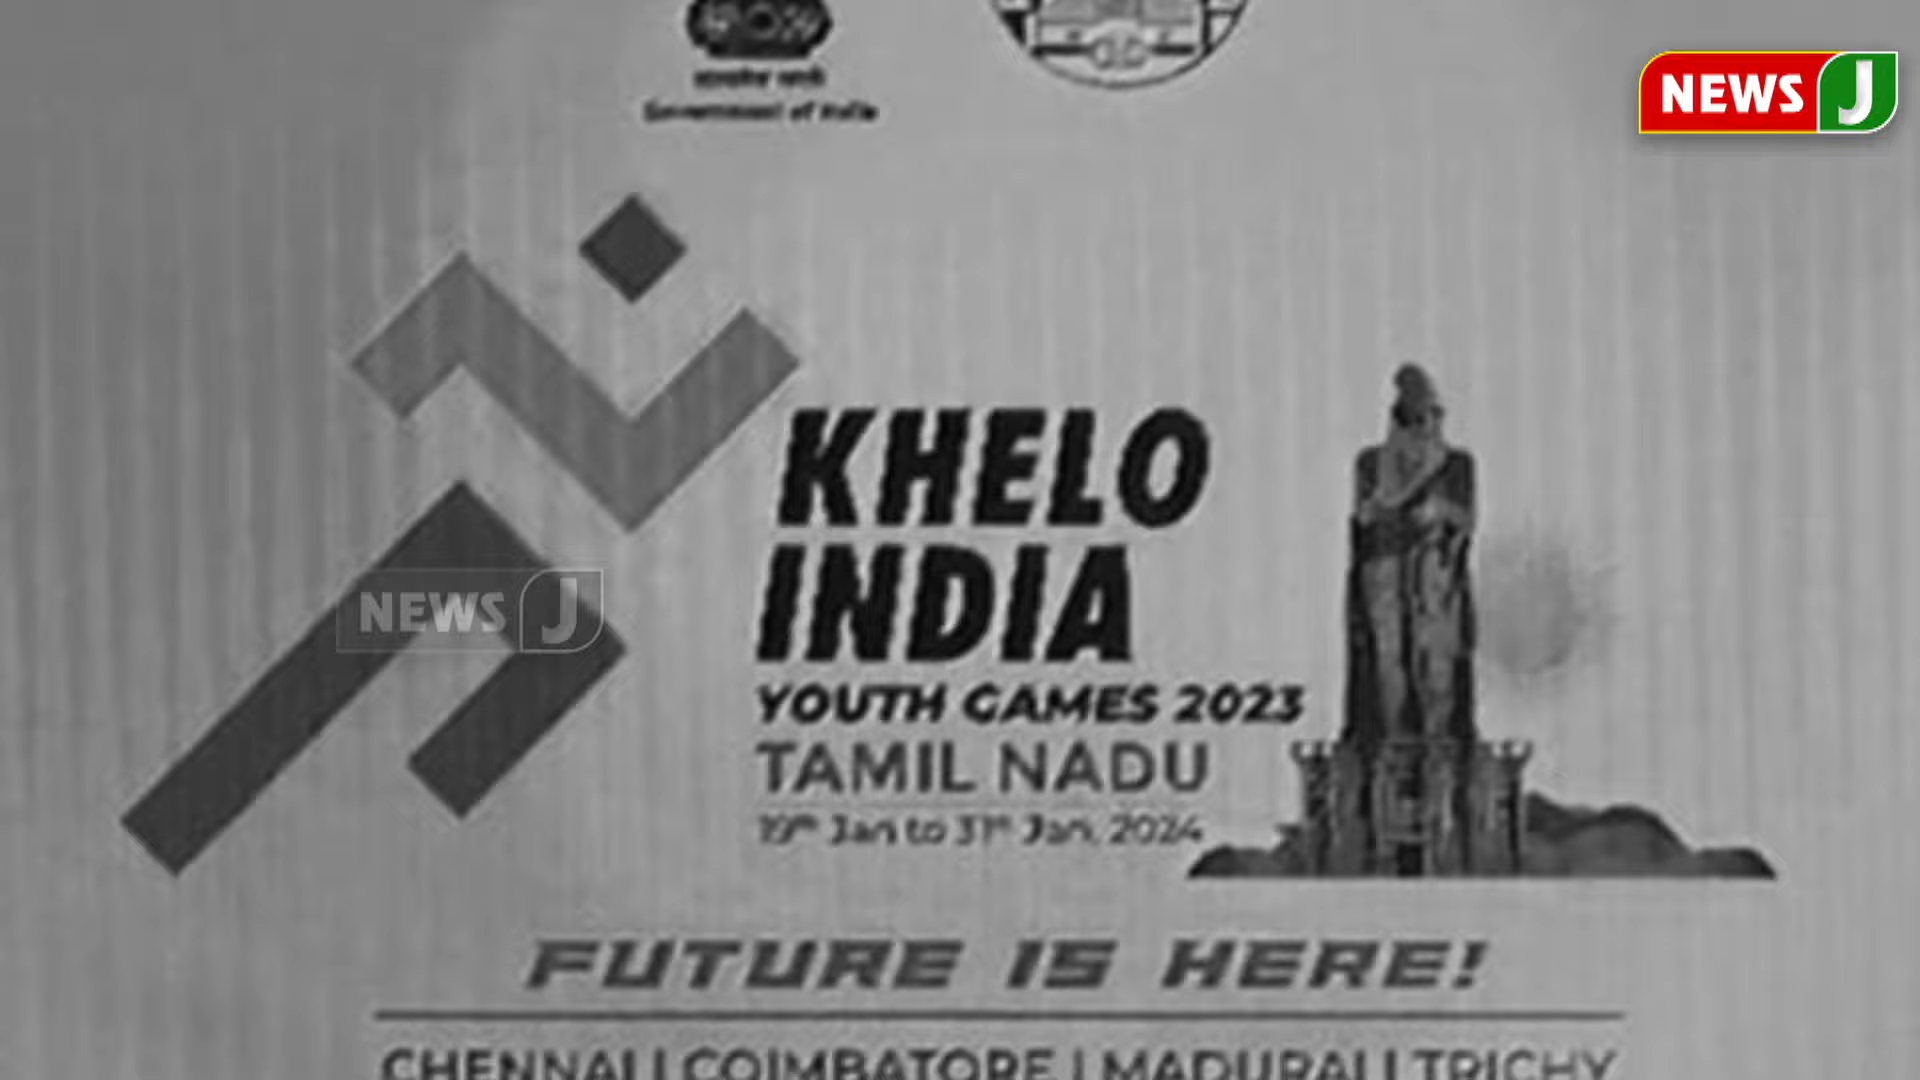 Government of India
NEWS J
KHELO
INDIA
NEWS J
YOUTH GAMES 2023
TAMIL NADU
19th Jan to 31st Jan, 2024
FUTURE IS HERE!
CHENNAI | COIMBATORE | MADURAI | TRICHY